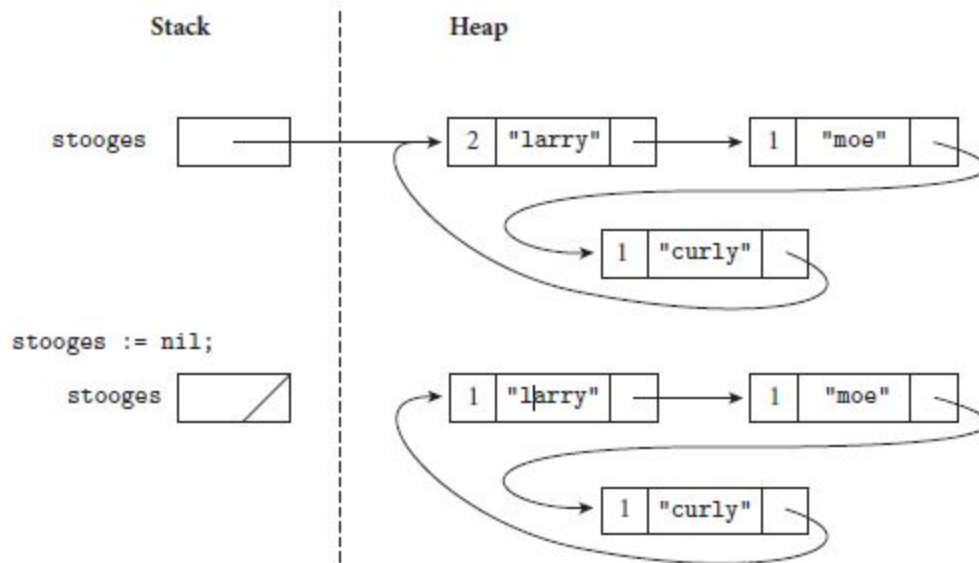 Stack Heap
stooges 2 "larry" 1 "moe"
1 "curly"
stooges := nil;
stooges 1 "larry" 1 "moe"
1 "curly"